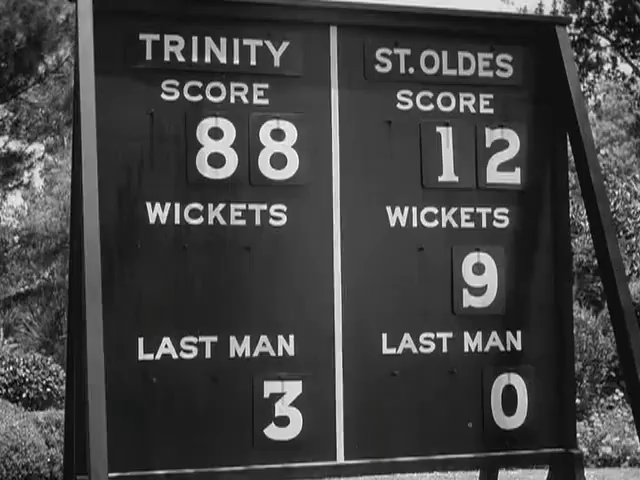 TRINITY
SCORE
88
WICKETS
LAST MAN
3
ST. OLDES
SCORE
12
WICKETS
9
LAST MAN
0